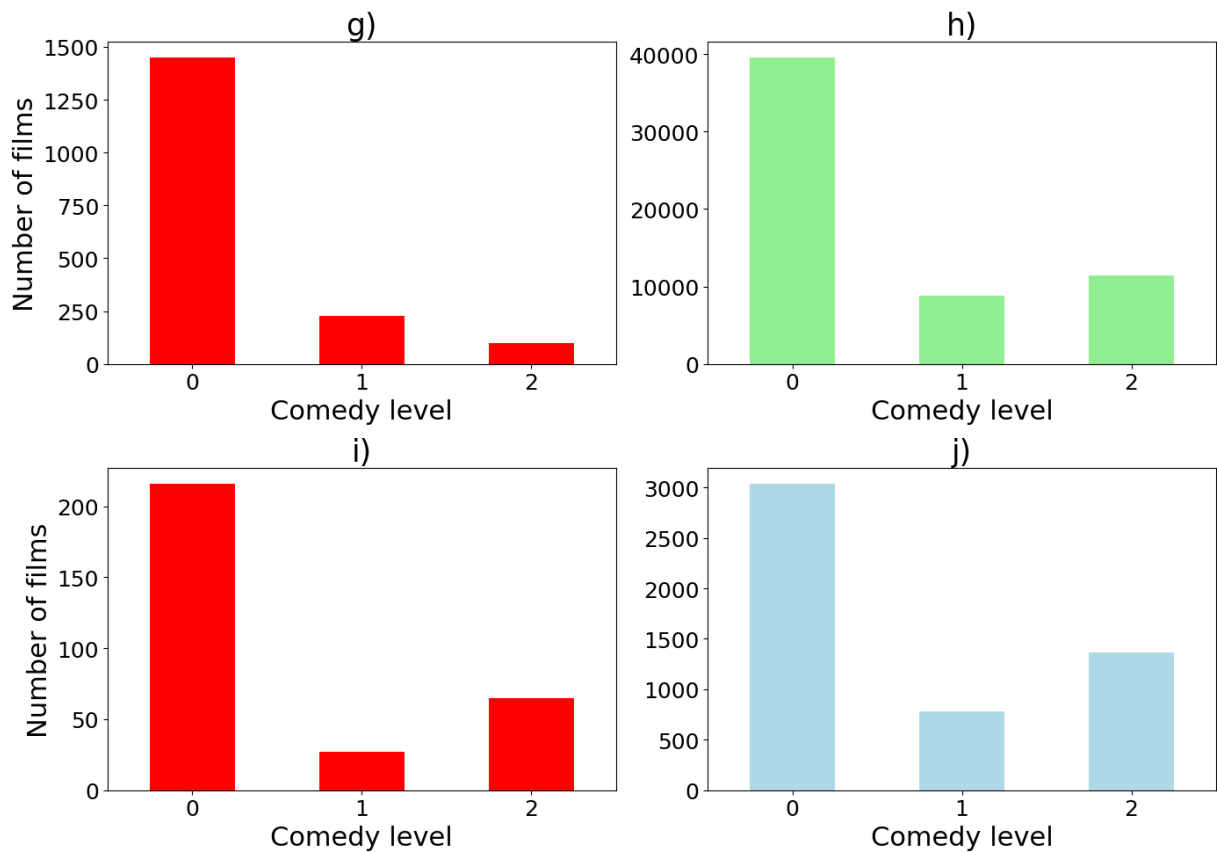 g)
1500
1250
1000
750
500
250
0
Number of films
0 1 2
Comedy level
h)
40000
30000
20000
10000
0
0 1 2
Comedy level
i)
200
150
100
50
0
Number of films
0 1 2
Comedy level
j)
3000
2500
2000
1500
1000
500
0
0 1 2
Comedy level